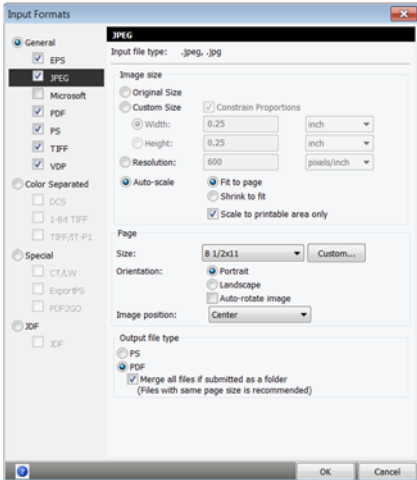 Input Formats
General
EPS
JPEG
Microsoft
PDF
PS
TIFF
VDP
Color Separated
DCS
1-Bit TIFF
TIFF/IT-P1
Special
CT/LW
ExportPS
PDF2GO
JDF
JDF
JPEG
Input file type: .jpeg, .jpg
Image size
Original Size
Custom Size Constrain Proportions
Width: 0.25 inch
Height: 0.25 inch
Resolution: 600 pixels/inch
Auto-scale Fit to page
Shrink to fit
Scale to printable area only
Page
Size: 8 1/2x11 Custom...
Orientation: Portrait
Landscape
Auto-rotate image
Image position: Center
Output file type
PS
PDF
Merge all files if submitted as a folder
(Files with same page size is recommended)
OK Cancel